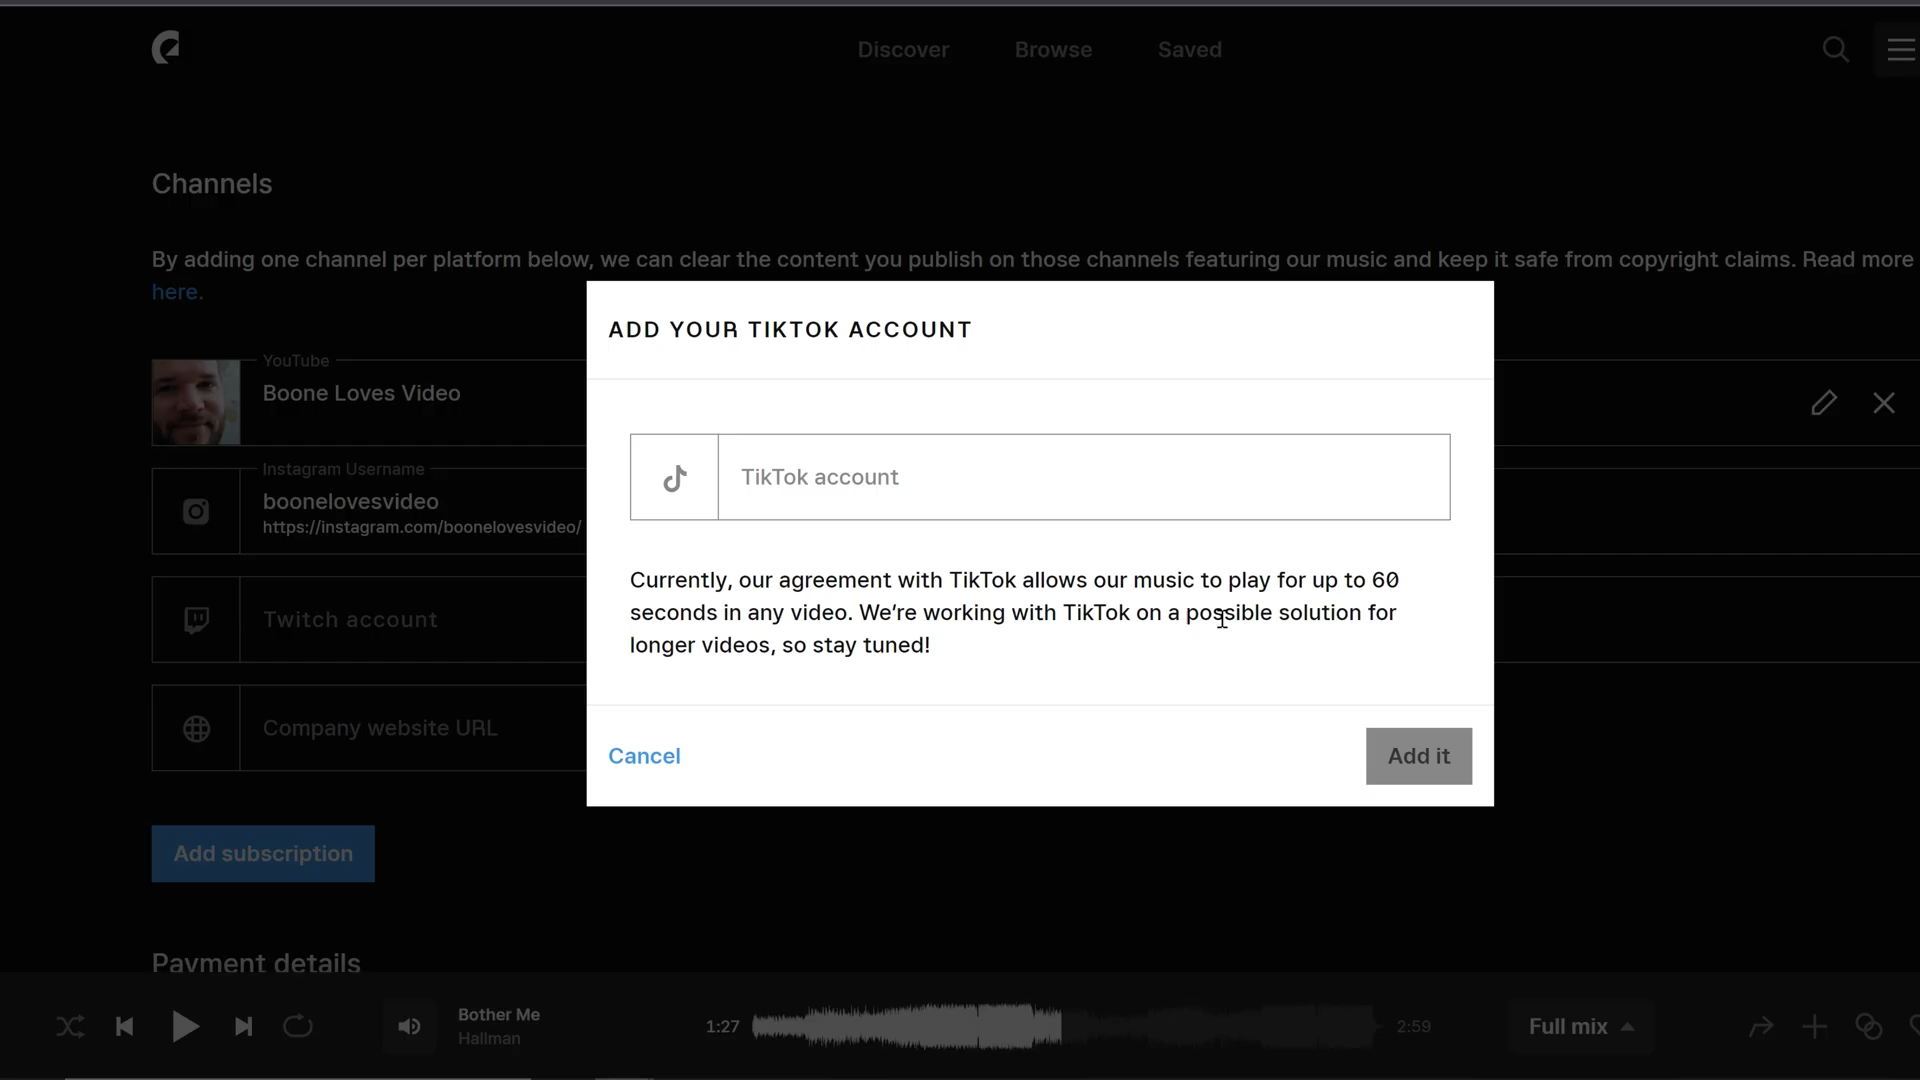 Discover Browse Saved
Channels
By adding one channel per platform below, we can clear the content you publish on those channels featuring our music and keep it safe from copyright claims. Read more
here.
ADD YOUR TIKTOK ACCOUNT
YouTube
Boone Loves Video
Instagram Username
boonelovesvideo
https://instagram.com/boonelovesvideo/
TikTok account
Currently, our agreement with TikTok allows our music to play for up to 60
seconds in any video. We’re working with TikTok on a possible solution for
longer videos, so stay tuned!
Twitch account
Company website URL
Cancel
Add it
Add subscription
Payment details
Bother Me
Hallman
1:27
2:59
Full mix